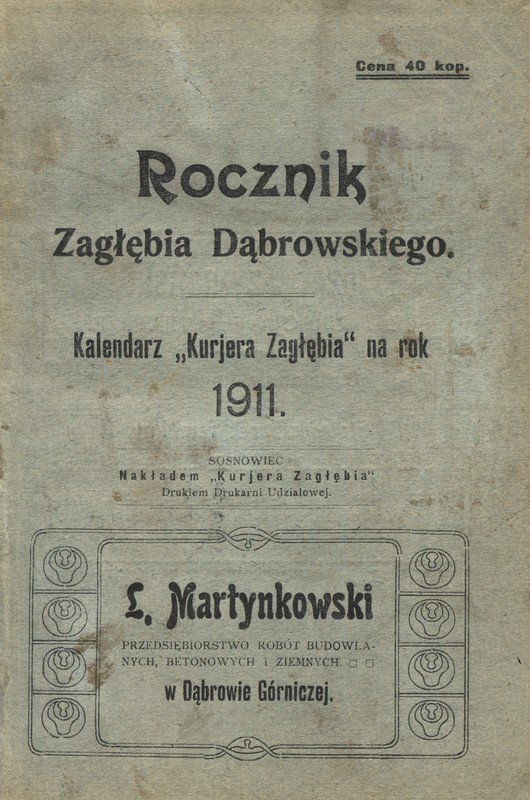 Cena 40 kop.
Rocznik
Zagłębia Dąbrowskiego.
Kalendarz „Kurjera Zagłębia" na rok
1911.
SOSNOWIEC
Nakładem „Kurjera Zagłębia"
Drukiem Drukarni Udziałowej.
Ł. Martynkowski
PRZEDSIĘBIORSTWO ROBÓT BUDOWLA-
NYCH, BETONOWYCH i ZIEMNYCH. □ □
w Dąbrowie Górniczej.